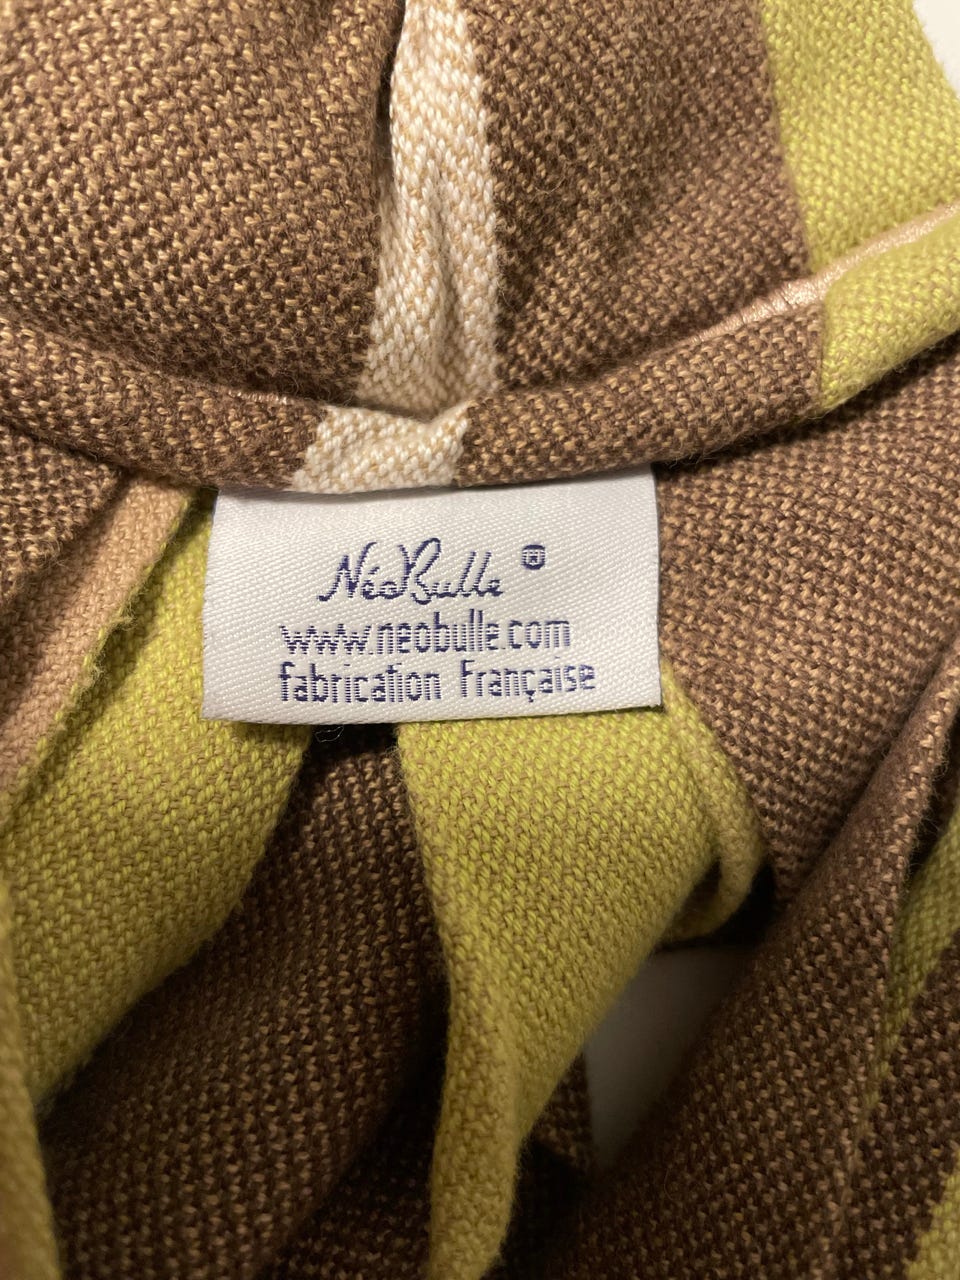 NéoBulle ®
www.neobulle.com
fabrication Française